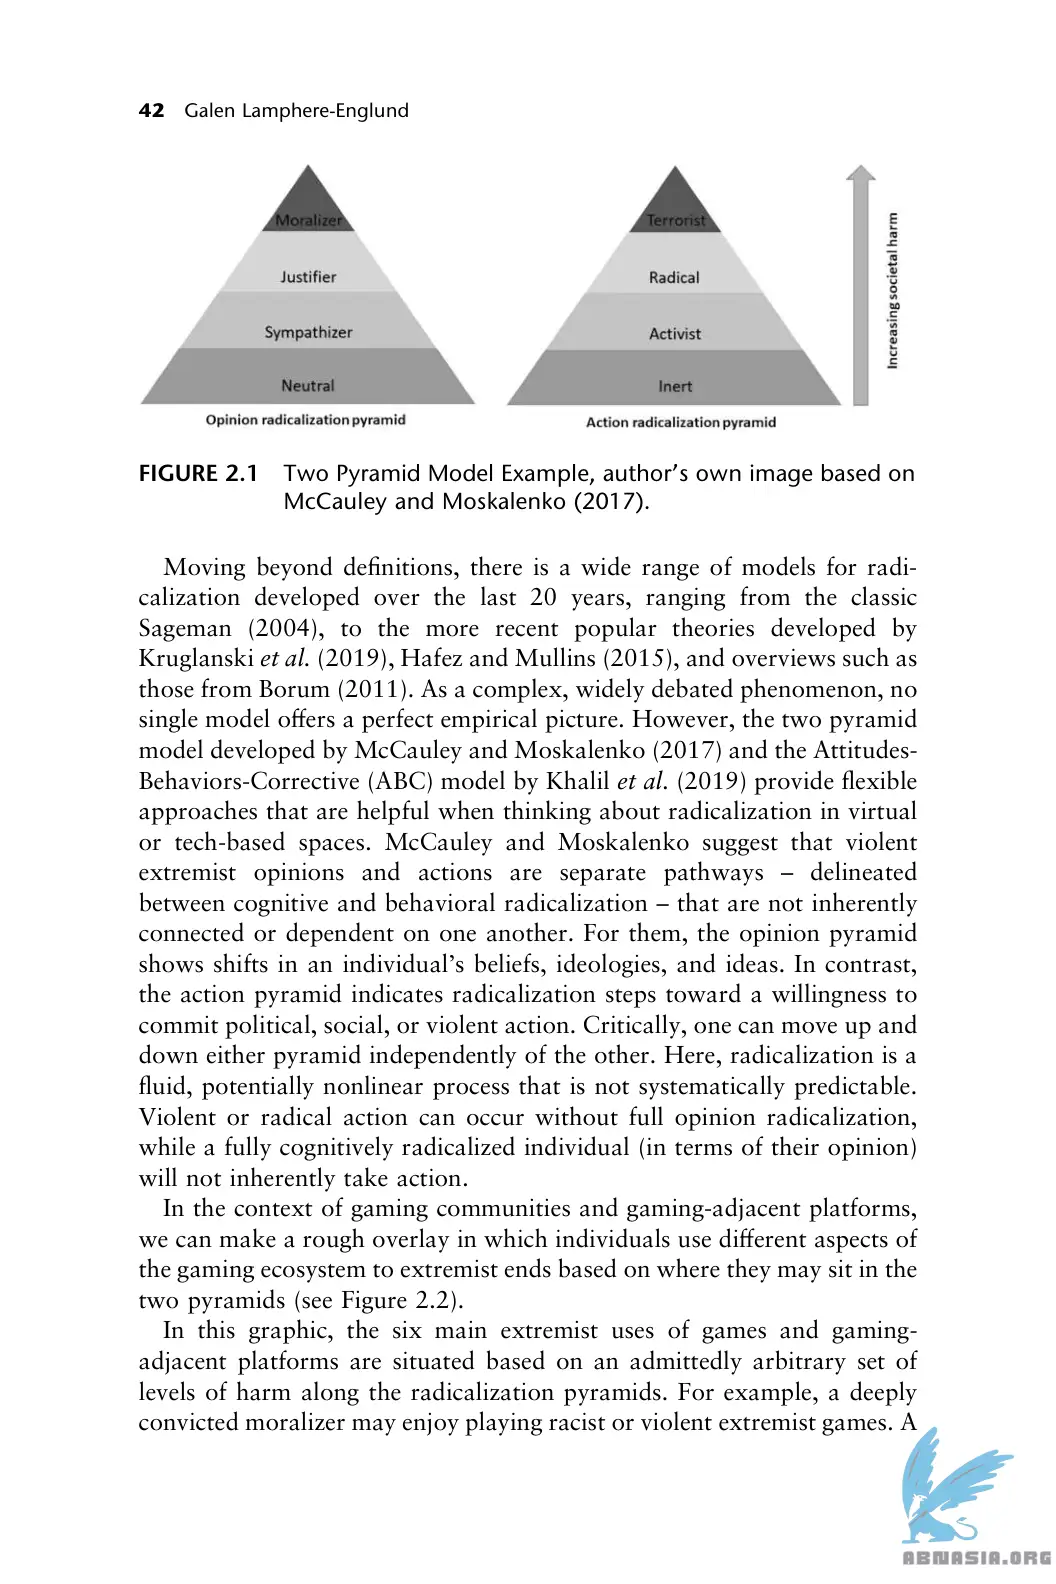 42 Galen Lamphere-Englund
Moralizer
Justifier
Sympathizer
Neutral
Opinion radicalization pyramid
Terrorist
Radical
Activist
Inert
Action radicalization pyramid
Increasing societal harm
FIGURE 2.1 Two Pyramid Model Example, author’s own image based on
McCauley and Moskalenko (2017).
Moving beyond definitions, there is a wide range of models for radi-
calization developed over the last 20 years, ranging from the classic
Sageman (2004), to the more recent popular theories developed by
Kruglanski et al. (2019), Hafez and Mullins (2015), and overviews such as
those from Borum (2011). As a complex, widely debated phenomenon, no
single model offers a perfect empirical picture. However, the two pyramid
model developed by McCauley and Moskalenko (2017) and the Attitudes-
Behaviors-Corrective (ABC) model by Khalil et al. (2019) provide flexible
approaches that are helpful when thinking about radicalization in virtual
or tech-based spaces. McCauley and Moskalenko suggest that violent
extremist opinions and actions are separate pathways – delineated
between cognitive and behavioral radicalization – that are not inherently
connected or dependent on one another. For them, the opinion pyramid
shows shifts in an individual’s beliefs, ideologies, and ideas. In contrast,
the action pyramid indicates radicalization steps toward a willingness to
commit political, social, or violent action. Critically, one can move up and
down either pyramid independently of the other. Here, radicalization is a
fluid, potentially nonlinear process that is not systematically predictable.
Violent or radical action can occur without full opinion radicalization,
while a fully cognitively radicalized individual (in terms of their opinion)
will not inherently take action.
In the context of gaming communities and gaming-adjacent platforms,
we can make a rough overlay in which individuals use different aspects of
the gaming ecosystem to extremist ends based on where they may sit in the
two pyramids (see Figure 2.2).
In this graphic, the six main extremist uses of games and gaming-
adjacent platforms are situated based on an admittedly arbitrary set of
levels of harm along the radicalization pyramids. For example, a deeply
convicted moralizer may enjoy playing racist or violent extremist games. A
ABNASIA.ORG